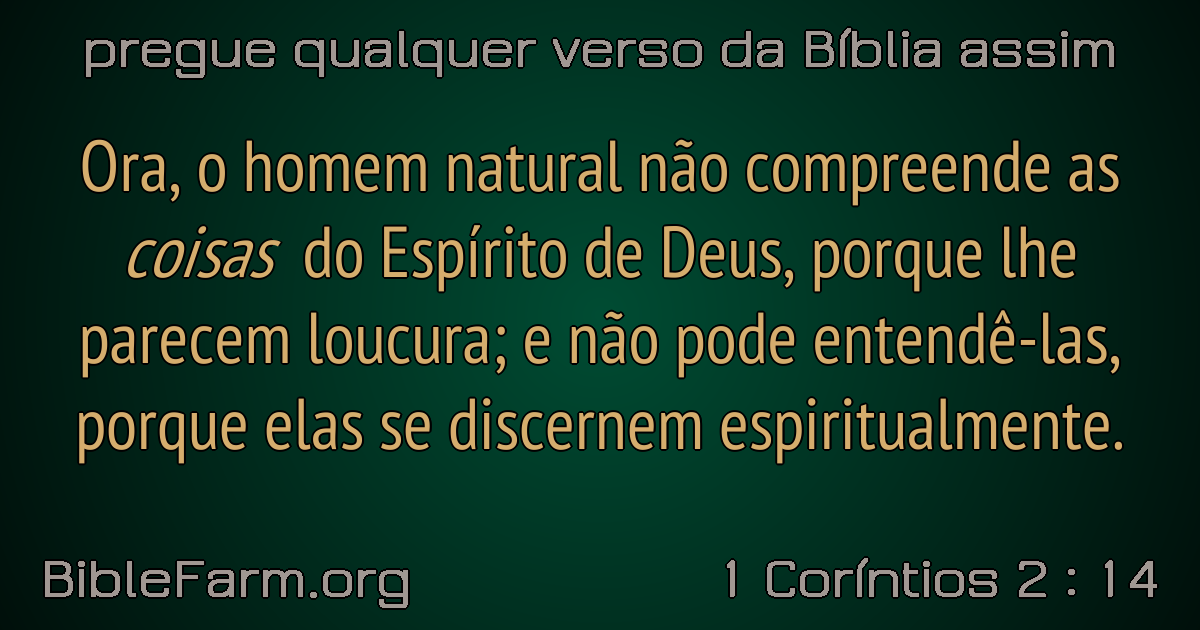 pregue qualquer verso da Bíblia assim
Ora, o homem natural não compreende as
coisas do Espírito de Deus, porque lhe
parecem loucura; e não pode entendê-las,
porque elas se discernem espiritualmente.
BibleFarm.org
1 Coríntios 2 : 14